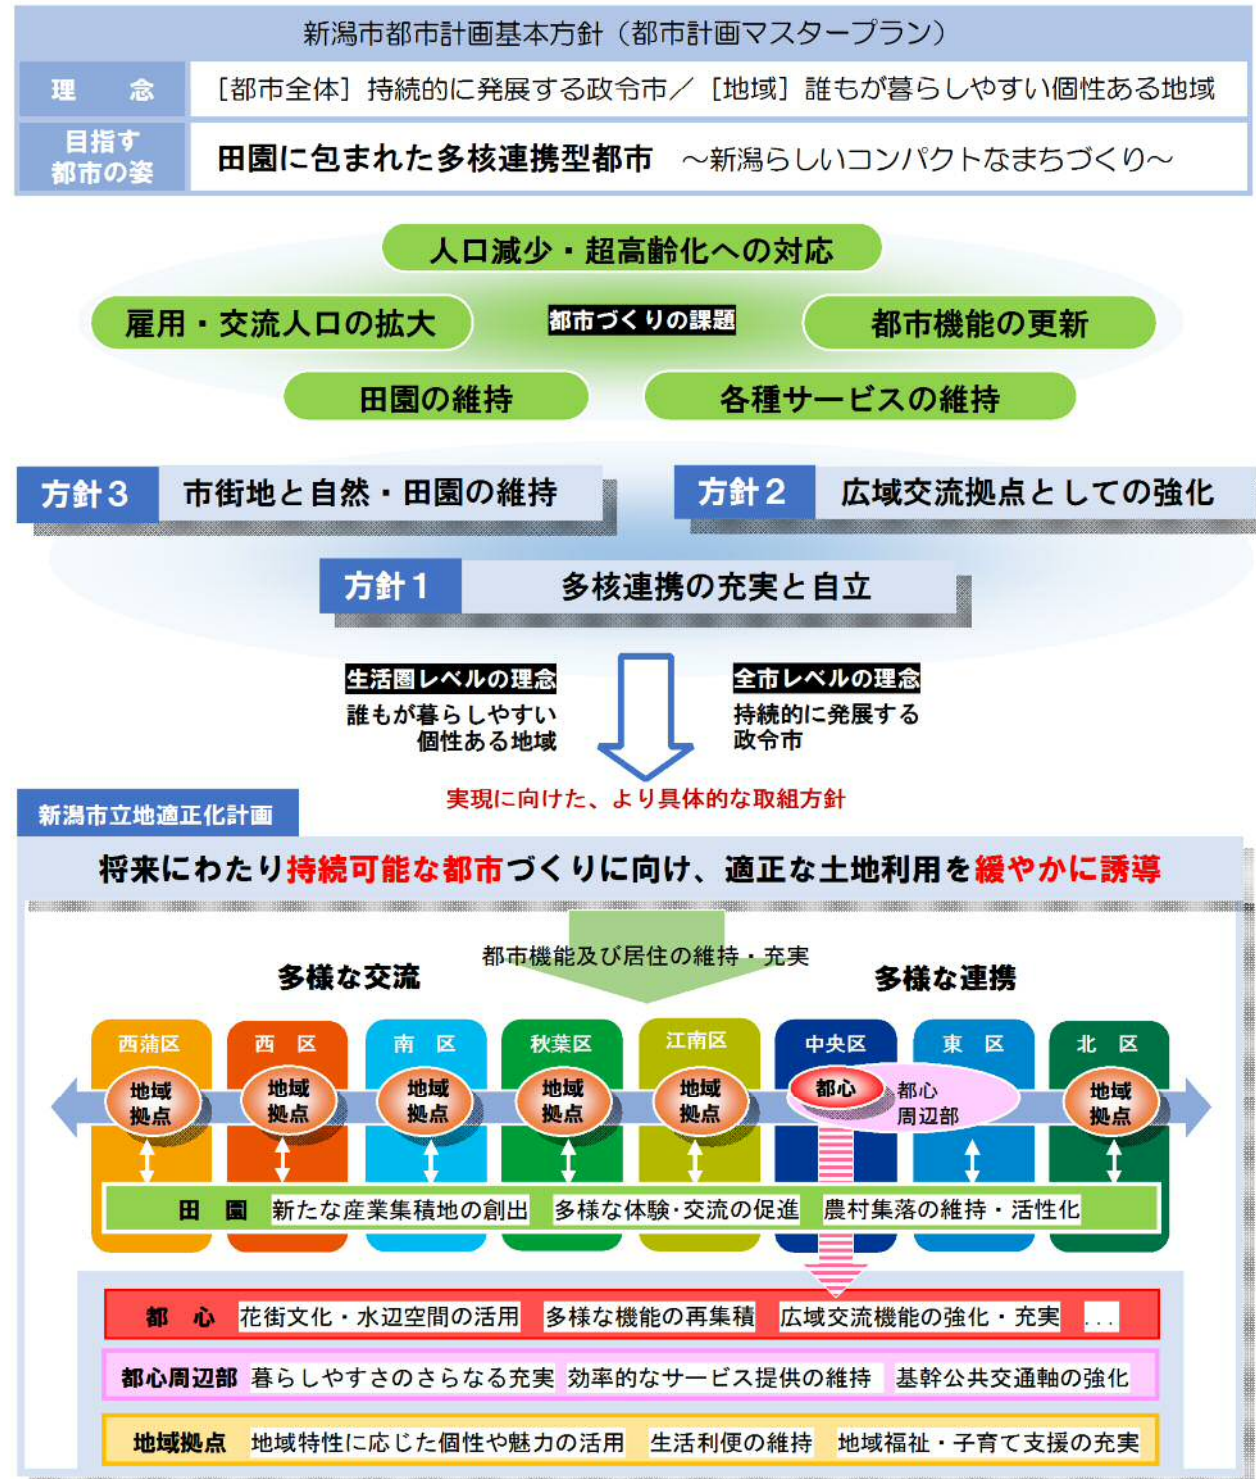 新潟市都市計画基本方針（都市計画マスタープラン）
理　念
［都市全体］持続的に発展する政令市／［地域］誰もが暮らしやすい個性ある地域
目指す
都市の姿
田園に包まれた多核連携型都市　～新潟らしいコンパクトなまちづくり～
人口減少・超高齢化への対応
雇用・交流人口の拡大
都市づくりの課題
都市機能の更新
田園の維持
各種サービスの維持
方針３　市街地と自然・田園の維持
方針２　広域交流拠点としての強化
方針１　多核連携の充実と自立
生活圏レベルの理念
誰もが暮らしやすい
個性ある地域
全市レベルの理念
持続的に発展する
政令市
実現に向けた、より具体的な取組方針
新潟市立地適正化計画
将来にわたり持続可能な都市づくりに向け、適正な土地利用を緩やかに誘導
都市機能及び居住の維持・充実
多様な交流
多様な連携
西蒲区
西　区
南　区
秋葉区
江南区
中央区
東　区
北　区
地域
拠点
地域
拠点
地域
拠点
地域
拠点
地域
拠点
都心
都心
周辺部
地域
拠点
田　園　新たな産業集積地の創出　多様な体験・交流の促進　農村集落の維持・活性化
都　心　花街文化・水辺空間の活用　多様な機能の再集積　広域交流機能の強化・充実　...
都心周辺部　暮らしやすさのさらなる充実　効率的なサービス提供の維持　基幹公共交通軸の強化
地域拠点　地域特性に応じた個性や魅力の活用　生活利便の維持　地域福祉・子育て支援の充実